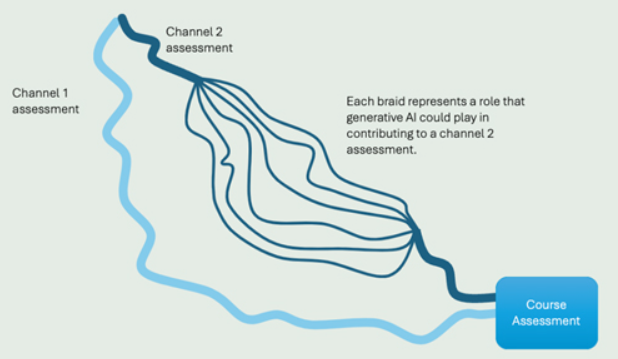 Channel 2
assessment
Channel 1
assessment
Each braid represents a role that
generative AI could play in
contributing to a channel 2
assessment.
Course
Assessment